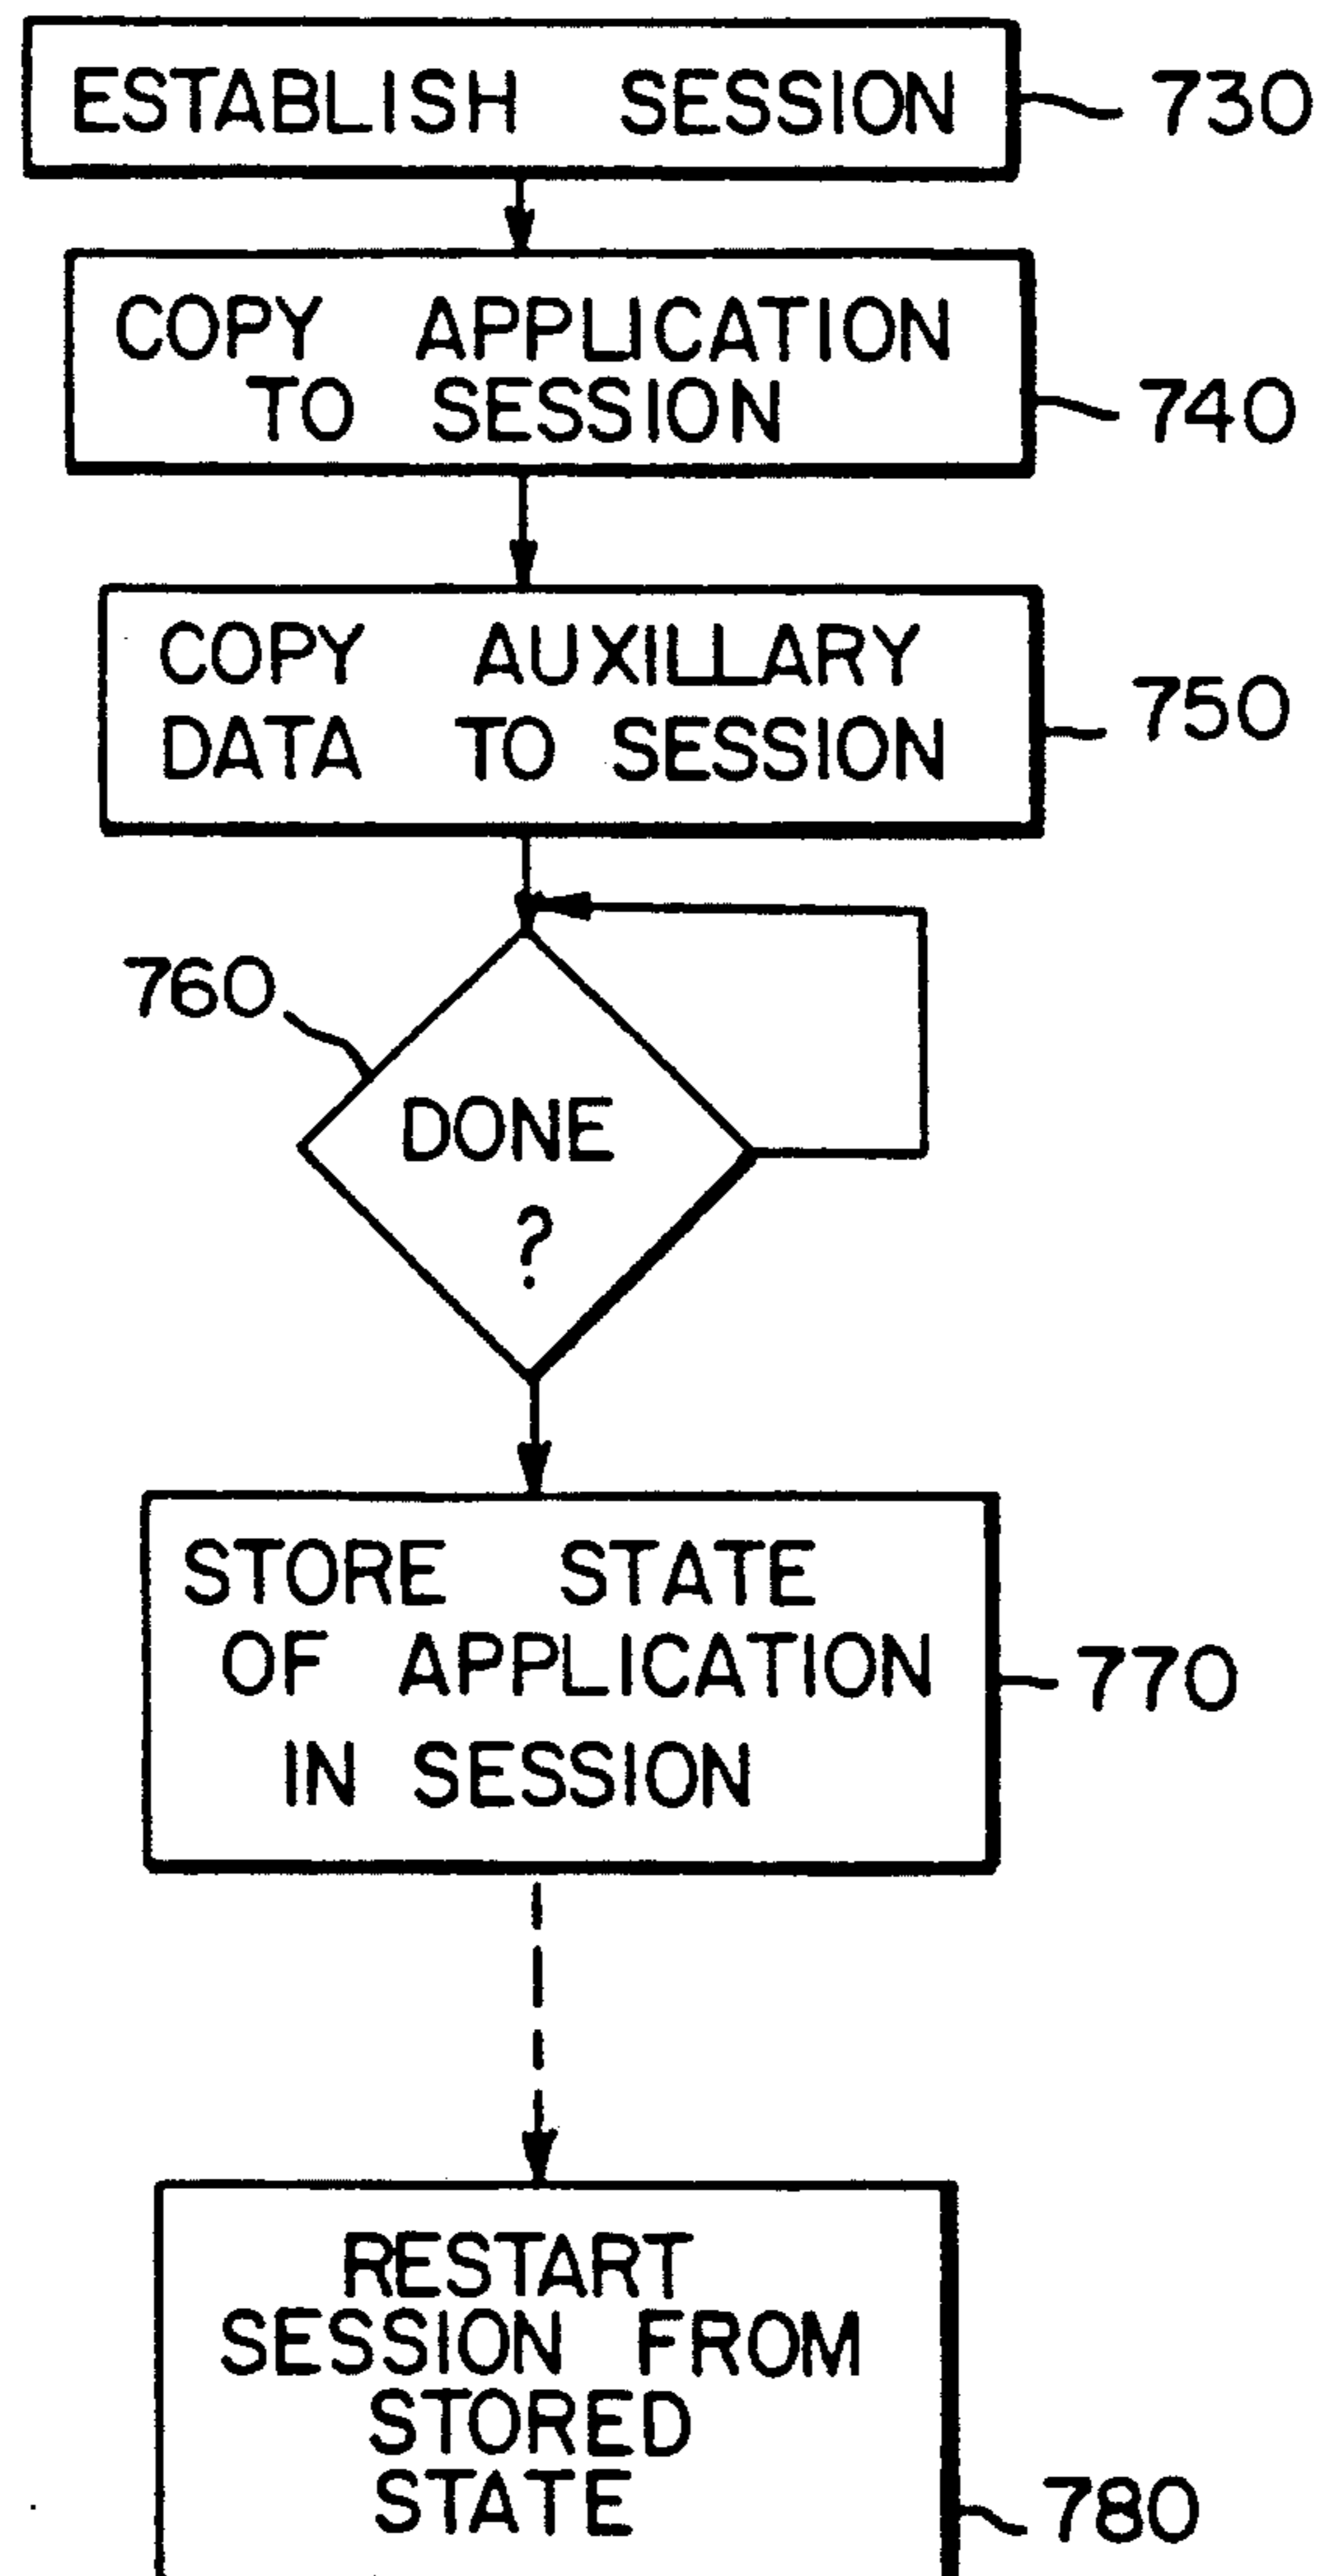 ESTABLISH SESSION
730
COPY APPLICATION
TO SESSION
740
COPY AUXILLARY
DATA TO SESSION
750
760
DONE
?
STORE STATE
OF APPLICATION
IN SESSION
770
RESTART
SESSION FROM
STORED
STATE
780